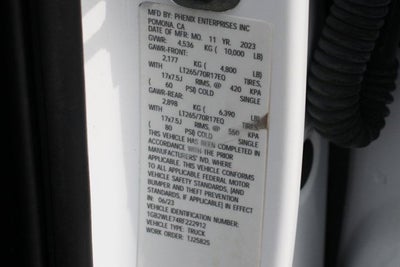 MFD BY: PHENIX ENTERPRISES INC
POMONA, CA
DATE OF MFR: MO. 11 YR. 2023
GVWR: 4,536 KG ( 10,000 LB)
GAWR-FRONT:
2,177 KG ( 4,800 LB)
WITH LT265/70R17EQ TIRES,
17x7.5J RIMS, @ 420 KPA
( 60 PSI) COLD SINGLE
GAWR-REAR:
2,898 KG ( 6,390 LB)
WITH LT265/70R17EQ TIRES,
17x7.5J RIMS, @ 550 KPA
( 80 PSI) COLD SINGLE
THIS VEHICLE HAS BEEN COMPLETED IN
ACCORDANCE WITH THE PRIOR
MANUFACTURERS' IVD, WHERE
APPLICABLE. THIS VEHICLE CONFORMS
TO ALL APPLICABLE FEDERAL MOTOR
VEHICLE SAFETY STANDARDS, [AND
BUMPER AND THEFT PREVENTION
STANDARDS, IF APPLICABLE] IN EFFECT
IN: 06/23
VEHICLE IDENTIFICATION NUMBER:
1GB2WLE74RF222912
VEHICLE TYPE: TRUCK
WORK ORDER: TJ2582S